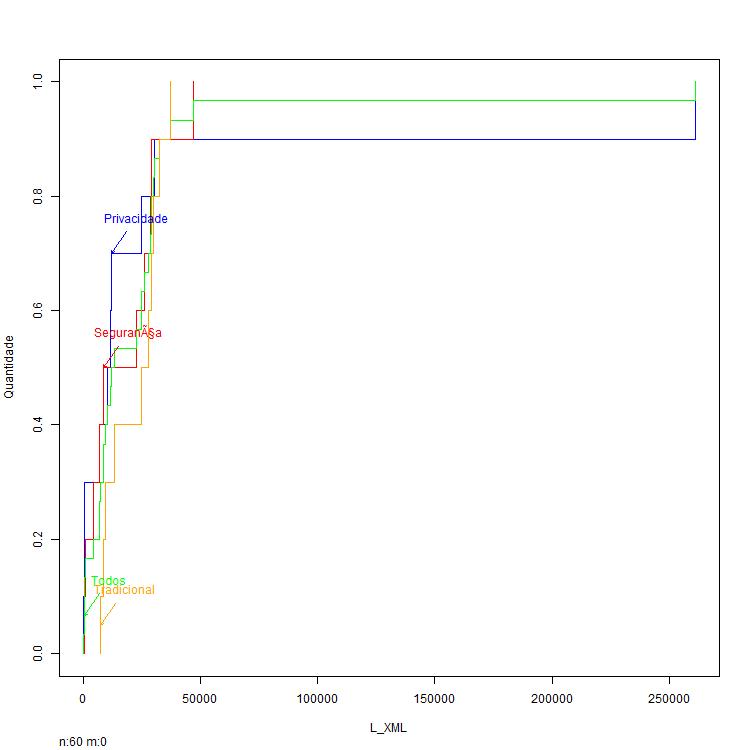 1.0
0.8
0.6
0.4
0.2
0.0
Quantidade
Privacidade
SeguranÃ§a
Todos
Tradicional
0
50000
100000
150000
200000
250000
L_XML
n:60 m:0